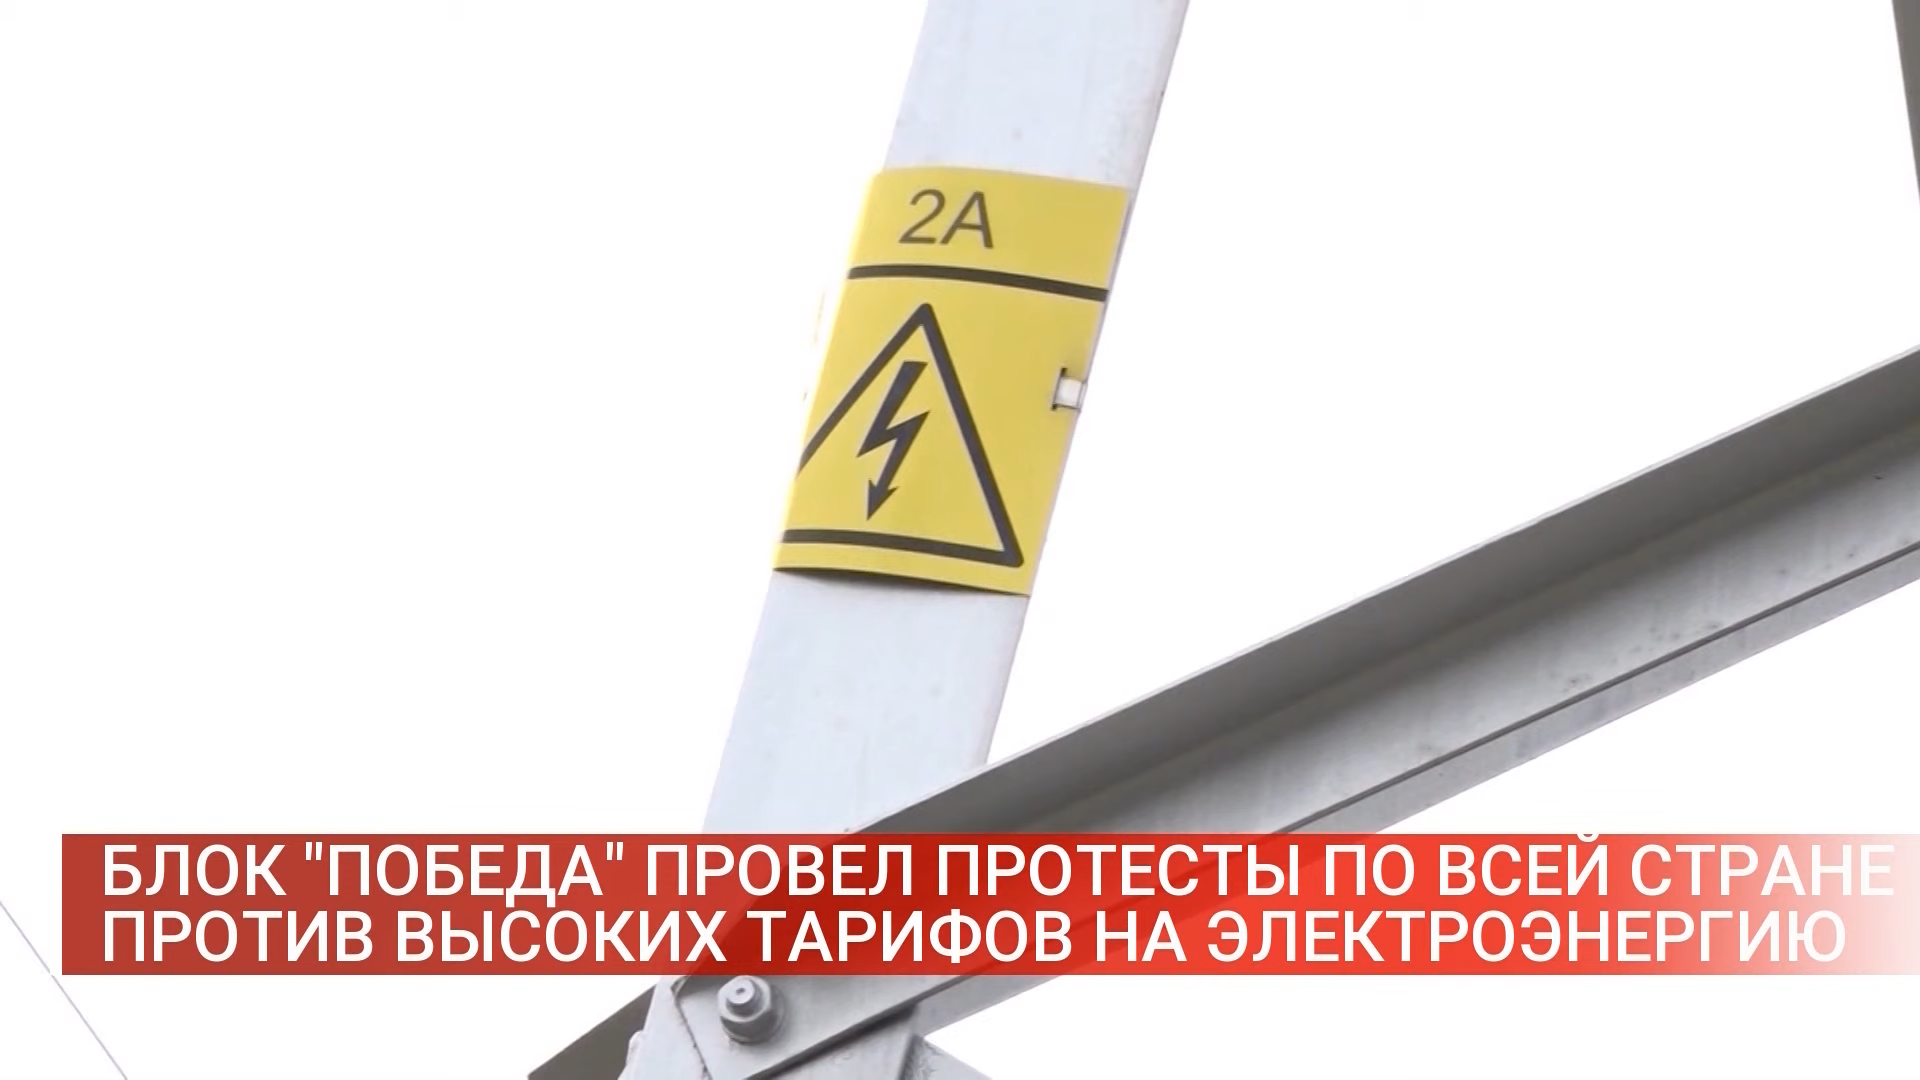 2A
БЛОК "ПОБЕДА" ПРОВЕЛ ПРОТЕСТЫ ПО ВСЕЙ СТРАНЕ
ПРОТИВ ВЫСОКИХ ТАРИФОВ НА ЭЛЕКТРОЭНЕРГИЮ